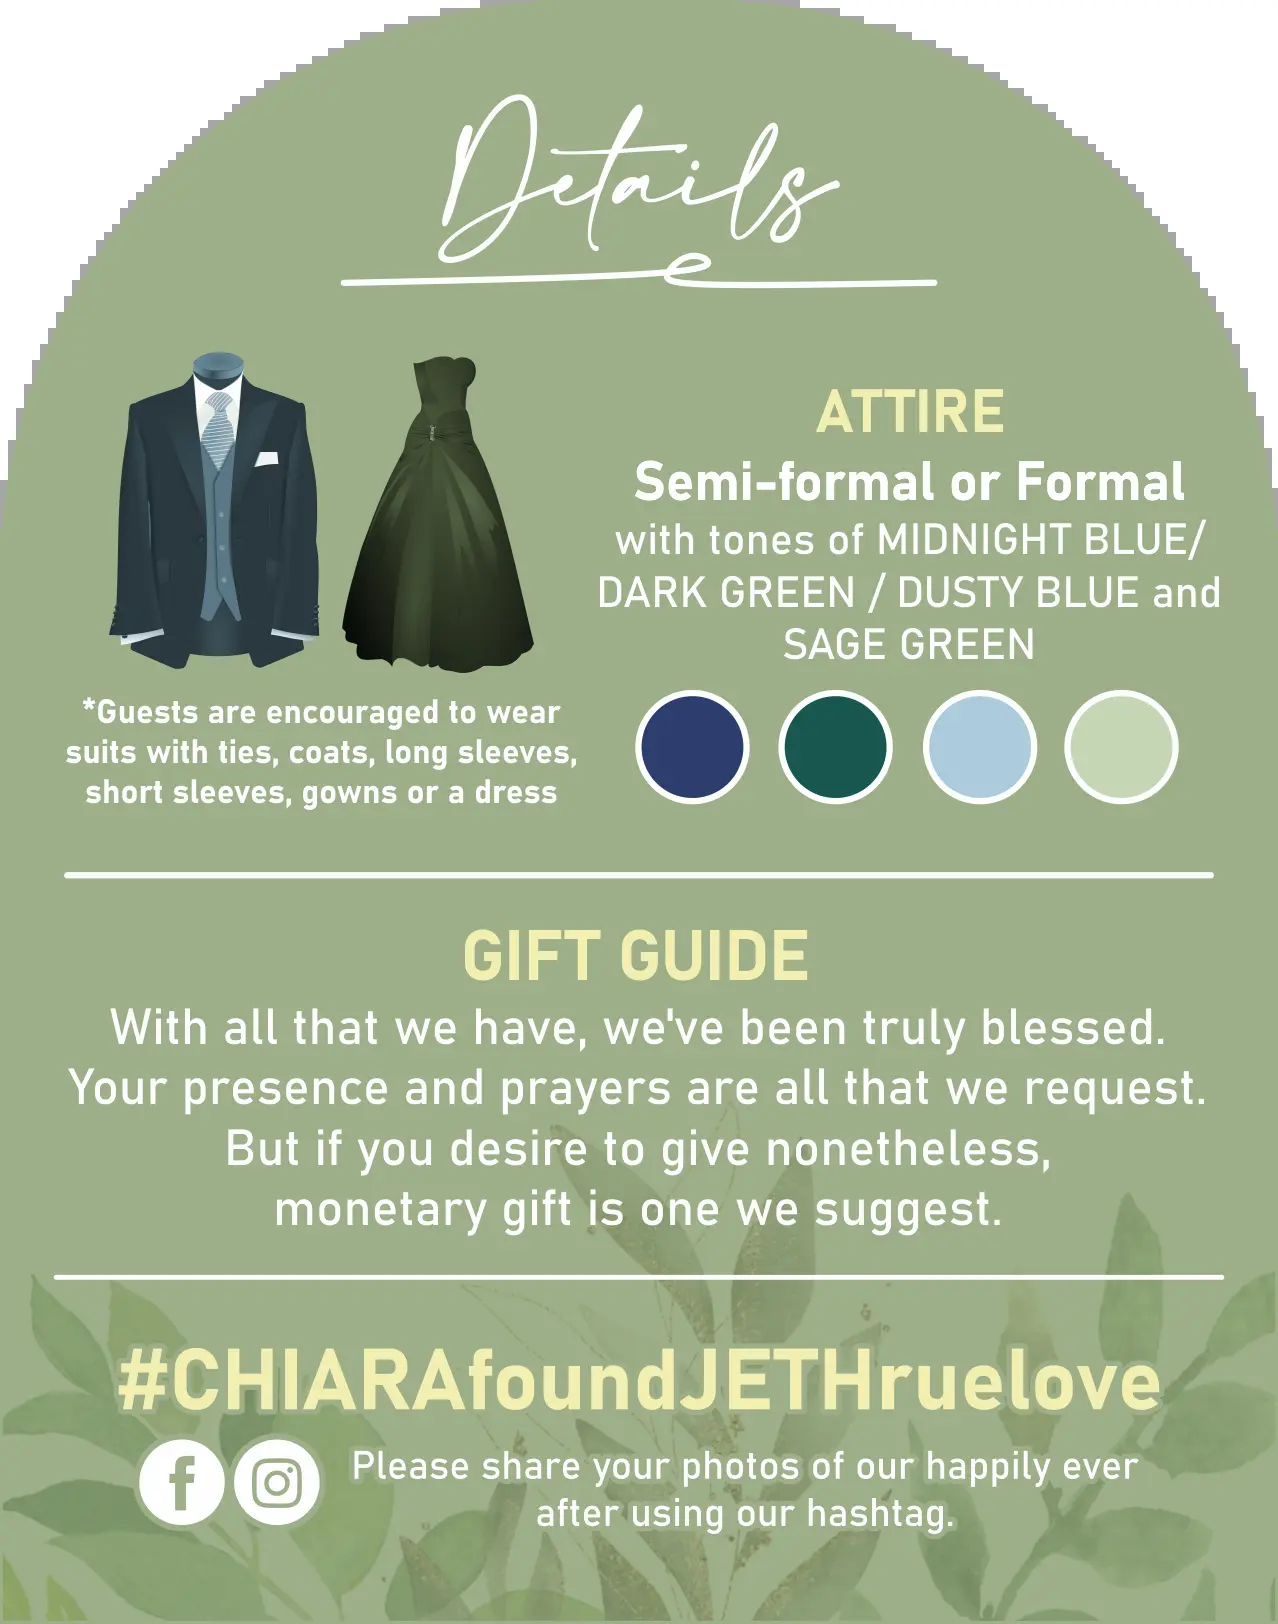 Details
ATTIRE
Semi-formal or Formal
with tones of MIDNIGHT BLUE/
DARK GREEN / DUSTY BLUE and
SAGE GREEN
*Guests are encouraged to wear
suits with ties, coats, long sleeves,
short sleeves, gowns or a dress
GIFT GUIDE
With all that we have, we've been truly blessed.
Your presence and prayers are all that we request.
But if you desire to give nonetheless,
monetary gift is one we suggest.
#CHIARAfoundJETHruelove
Please share your photos of our happily ever
after using our hashtag.